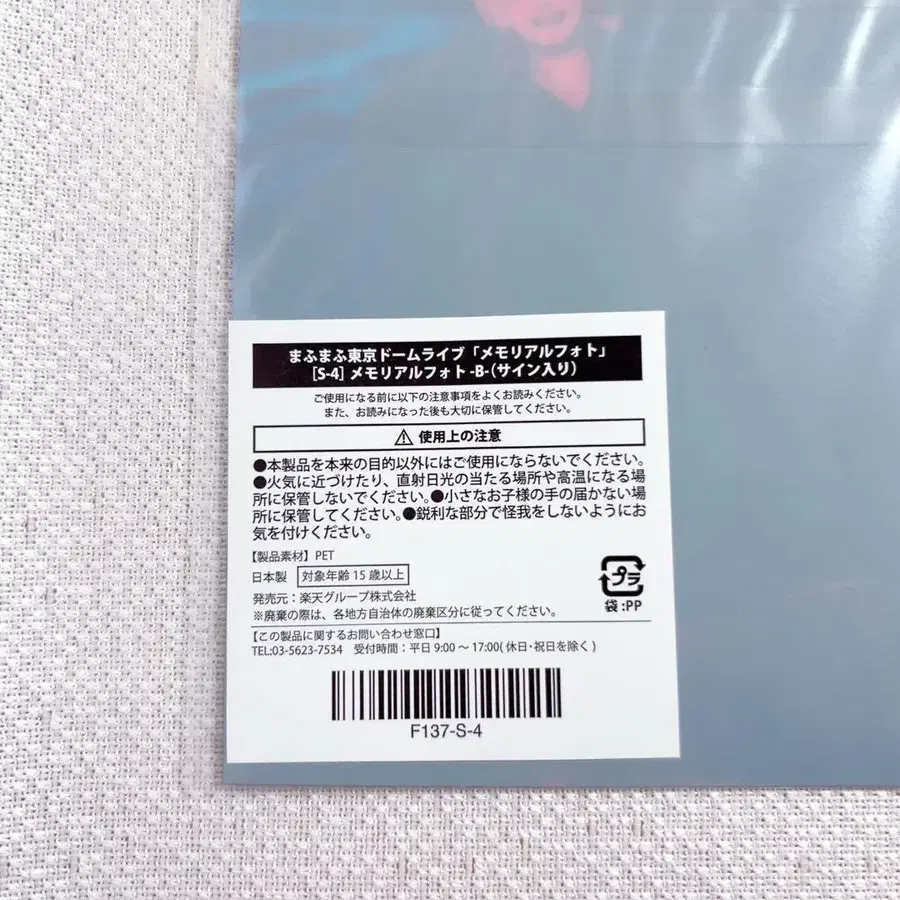 まふまふ東京ドームライブ「メモリアルフォト」
[S-4] メモリアルフォト -B-（サイン入り）
ご使用になる前に以下の注意事項をよくお読みください。
また、お読みになった後も大切に保管してください。
⚠ 使用上の注意
●本製品を本来の目的以外にはご使用にならないでください。
●火気に近づけたり、直射日光の当たる場所や高温になる場
所に保管しないでください。●小さなお子様の手の届かない場
所に保管してください。●鋭利な部分で怪我をしないようにお
気を付けください。
【製品素材】PET
日本製 対象年齢 15 歳以上
発売元：楽天グループ株式会社
※廃棄の際は、各地方自治体の廃棄区分に従ってください。
プラ
袋 :PP
【この製品に関するお問い合わせ窓口】
TEL:03-5623-7534 受付時間：平日 9:00 ～ 17:00( 休日・祝日を除く )
F137-S-4